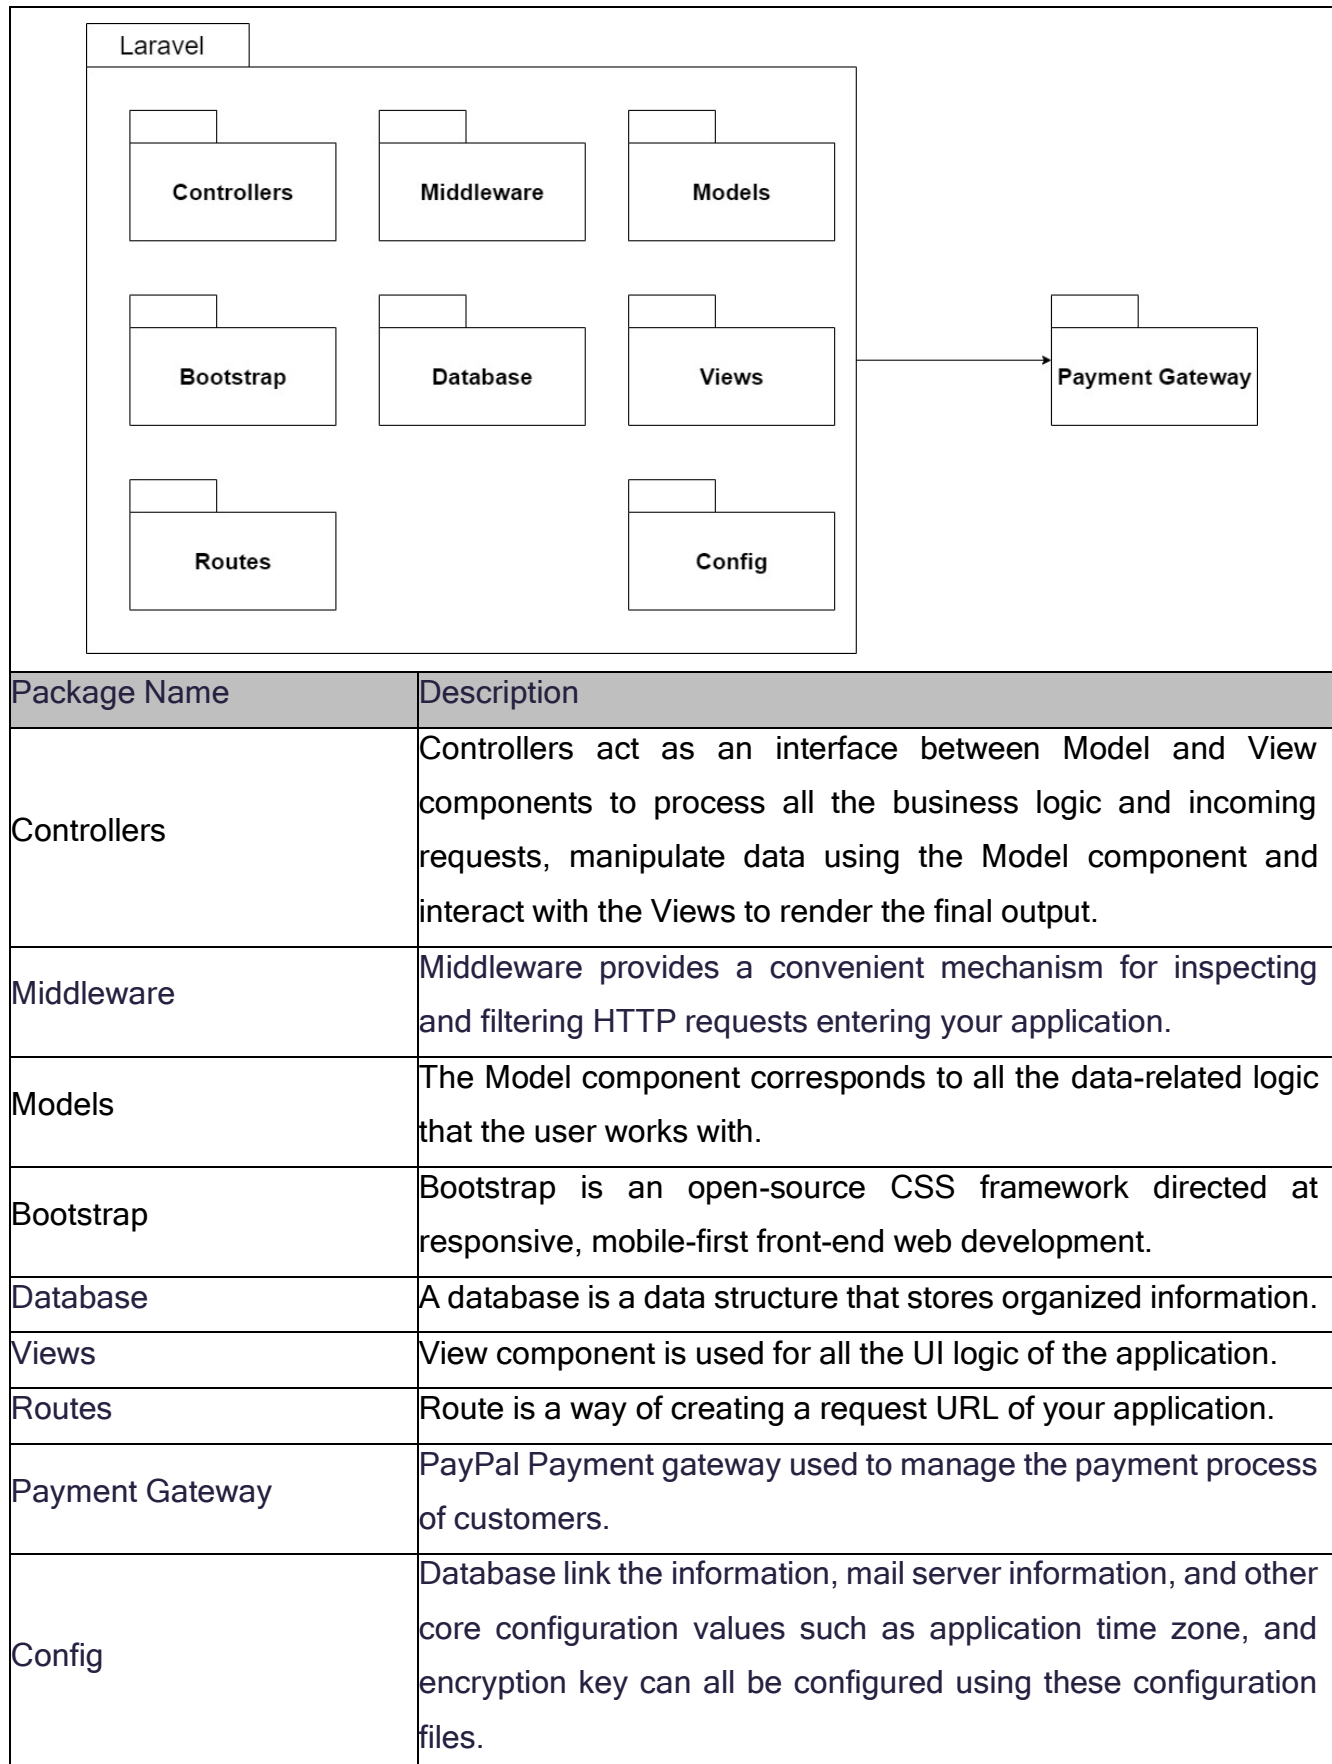 Laravel
Controllers
Middleware
Models
Bootstrap
Database
Views
Payment Gateway
Routes
Config
Package Name
Description
Controllers
Controllers act as an interface between Model and View
components to process all the business logic and incoming
requests, manipulate data using the Model component and
interact with the Views to render the final output.
Middleware
Middleware provides a convenient mechanism for inspecting
and filtering HTTP requests entering your application.
Models
The Model component corresponds to all the data-related logic
that the user works with.
Bootstrap
Bootstrap is an open-source CSS framework directed at
responsive, mobile-first front-end web development.
Database
A database is a data structure that stores organized information.
Views
View component is used for all the UI logic of the application.
Routes
Route is a way of creating a request URL of your application.
Payment Gateway
PayPal Payment gateway used to manage the payment process
of customers.
Config
Database link the information, mail server information, and other
core configuration values such as application time zone, and
encryption key can all be configured using these configuration
files.